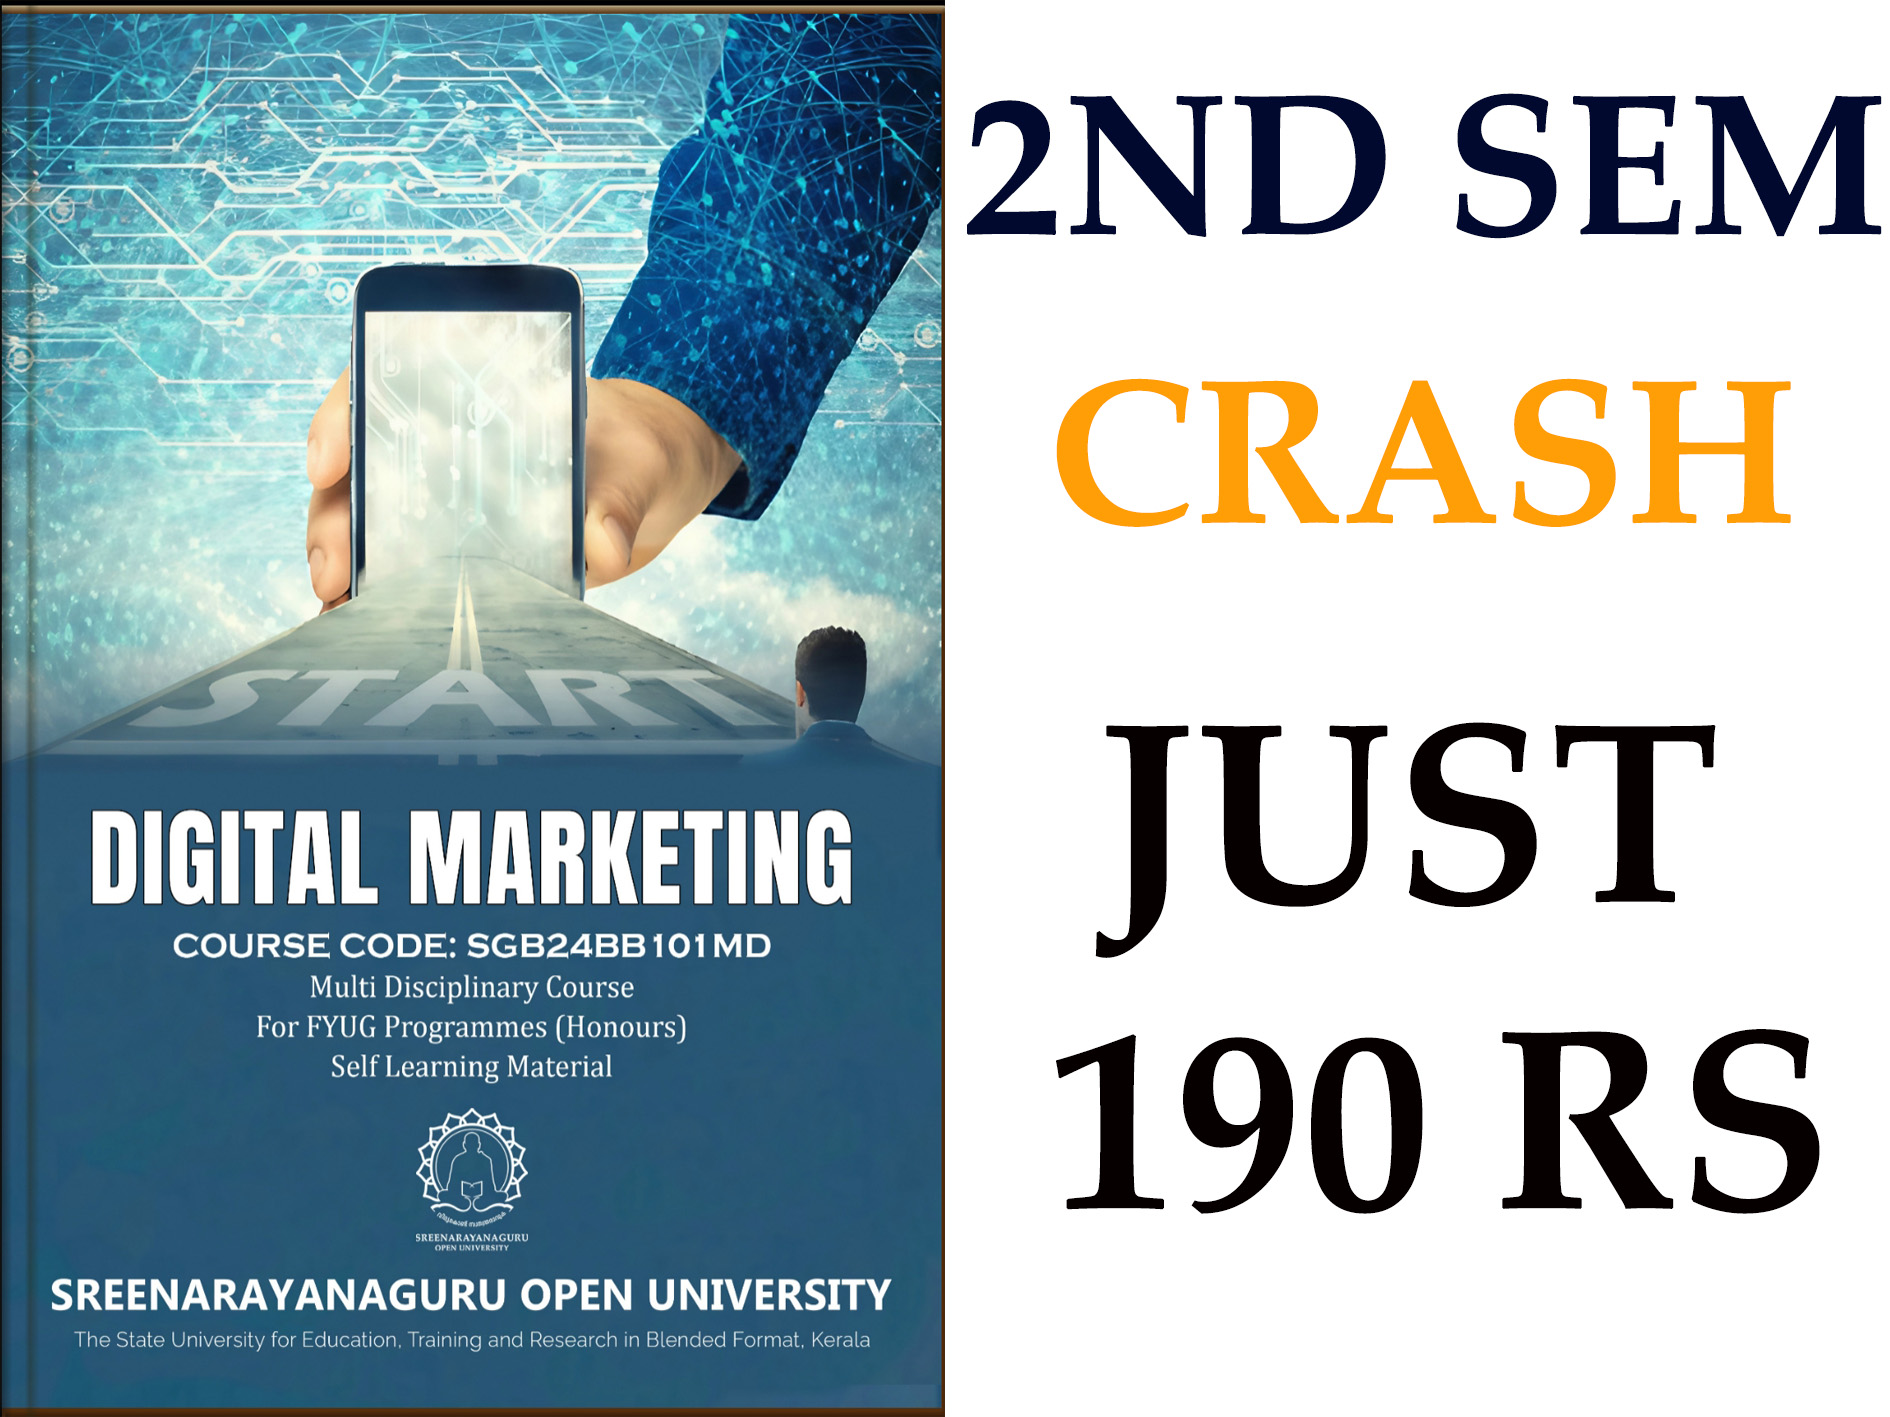 START
DIGITAL MARKETING
COURSE CODE: SGB24BB101MD
Multi Disciplinary Course
For FYUG Programmes (Honours)
Self Learning Material
SREENARAYANAGURU
OPEN UNIVERSITY
SREENARAYANAGURU OPEN UNIVERSITY
The State University for Education, Training and Research in Blended Format, Kerala
2ND SEM
CRASH
JUST
190 RS